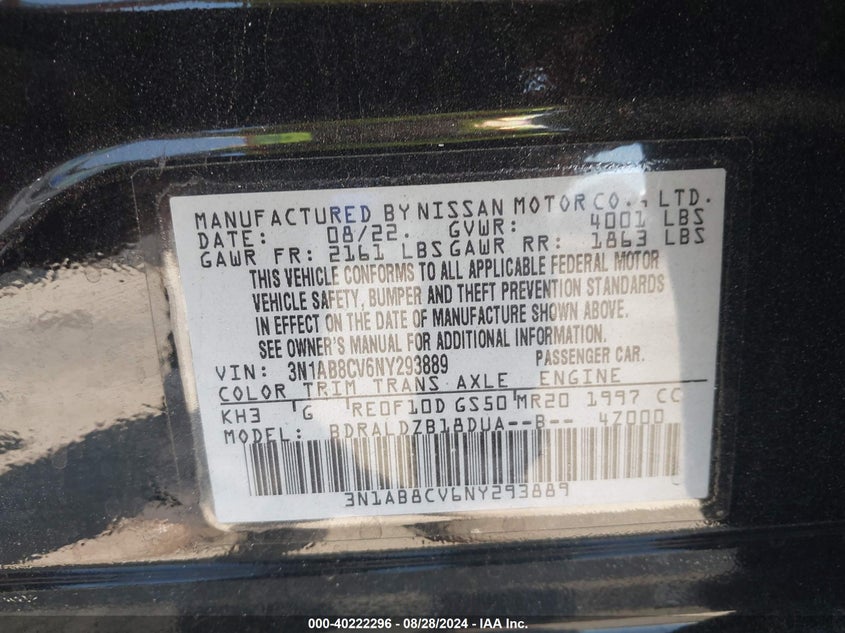 MANUFACTURED BY NISSAN MOTOR CO., LTD.
DATE: 08/22. GVWR: 4001 LBS
GAWR FR: 2161 LBS GAWR RR: 1863 LBS
THIS VEHICLE CONFORMS TO ALL APPLICABLE FEDERAL MOTOR
VEHICLE SAFETY, BUMPER AND THEFT PREVENTION STANDARDS
IN EFFECT ON THE DATE OF MANUFACTURE SHOWN ABOVE.
SEE OWNER'S MANUAL FOR ADDITIONAL INFORMATION.
VIN: 3N1AB8CV6NY293889 PASSENGER CAR.
COLOR TRIM TRANS AXLE ENGINE
KH3 G RE0F10D GS50 MR20 1997 CC
MODEL: BDRALDZB18DUA--B-- 4Z000
3N1AB8CV6NY293889
000-40222296 - 08/28/2024 - IAA Inc.